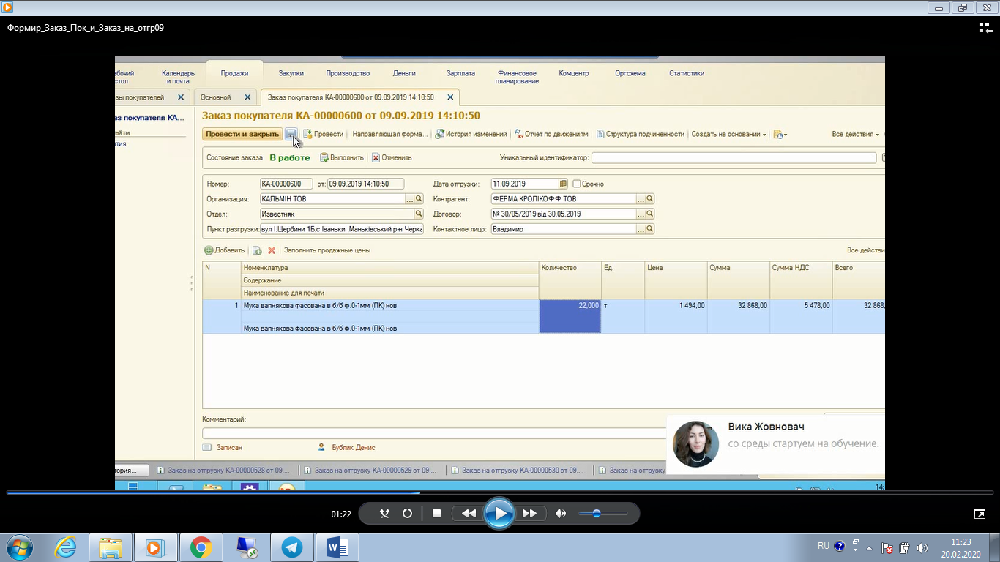 Формир_Заказ_Пок_и_Заказ_на_отгр09
абочий Календарь Продажи Закупки Производство Деньги Зарплата Финансовое Комцентр Оргсхема Статистики
стол и почта планирование
зы покупателей Основной Заказ покупателя КА-00000600 от 09.09.2019 14:10:50
аз покупателя КА...
ейти
ятия
Заказ покупателя КА-00000600 от 09.09.2019 14:10:50
Провести и закрыть Провести Направляющая форма... История изменений Дт Кт Отчет по движениям Структура подчиненности Создать на основании Все действия
Состояние заказа: В работе Выполнить Отменить Уникальный идентификатор:
Номер: КА-00000600 от: 09.09.2019 14:10:50 Дата отгрузки: 11.09.2019 Срочно
Организация: КАЛЬМІН ТОВ ... Контрагент: ФЕРМА КРОЛІКОФФ ТОВ ...
Отдел: Известняк Договор: № 30/05/2019 від 30.05.2019 ...
Пункт разгрузки: вул І.Щербини 1Б,с Іваньки ,Маньківський р-н Черка Контактное лицо: Владимир ...
Добавить Заполнить продажные цены Все действи
N Номенклатура Количество Ед. Цена Сумма Сумма НДС Всего
Содержание
Наименование для печати
1 Мука вапнякова фасована в б/б ф.0-1мм (ПК) нов 22,000 т 1 494,00 32 868,00 5 478,00 32 868,
Мука вапнякова фасована в б/б ф.0-1мм (ПК) нов
Комментарий:
Записан Бублик Денис
Вика Жовновач
со среды стартуем на обучение.
тория... Заказ на отгрузку КА-00000528 от 09.... Заказ на отгрузку КА-00000529 от 09.... Заказ на отгрузку КА-00000530 от 09.... Заказ на отгрузку
14:
01:22
RU 11:23
20.02.2020